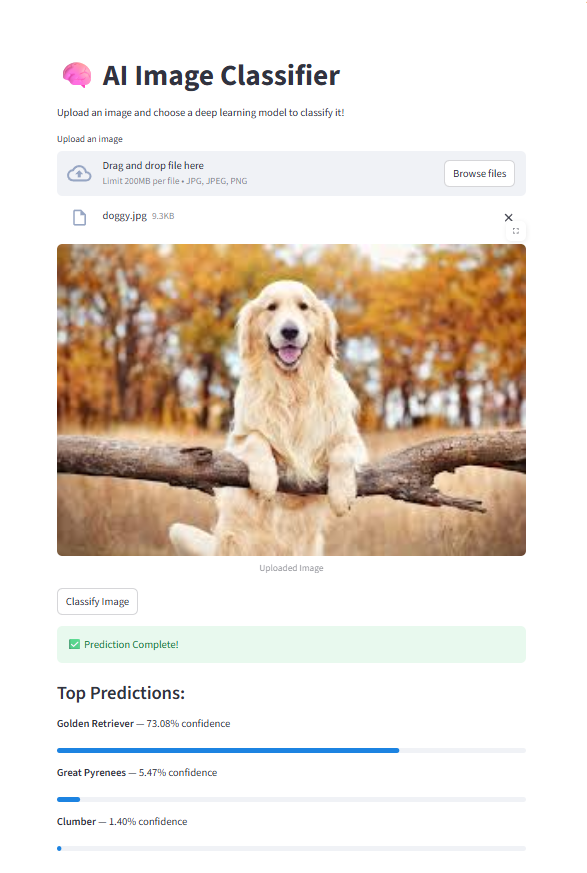 🧠 AI Image Classifier
Upload an image and choose a deep learning model to classify it!
Upload an image
Drag and drop file here
Limit 200MB per file • JPG, JPEG, PNG
Browse files
doggy.jpg 9.3KB
Uploaded Image
Classify Image
✅ Prediction Complete!
Top Predictions:
Golden Retriever — 73.08% confidence
Great Pyrenees — 5.47% confidence
Clumber — 1.40% confidence